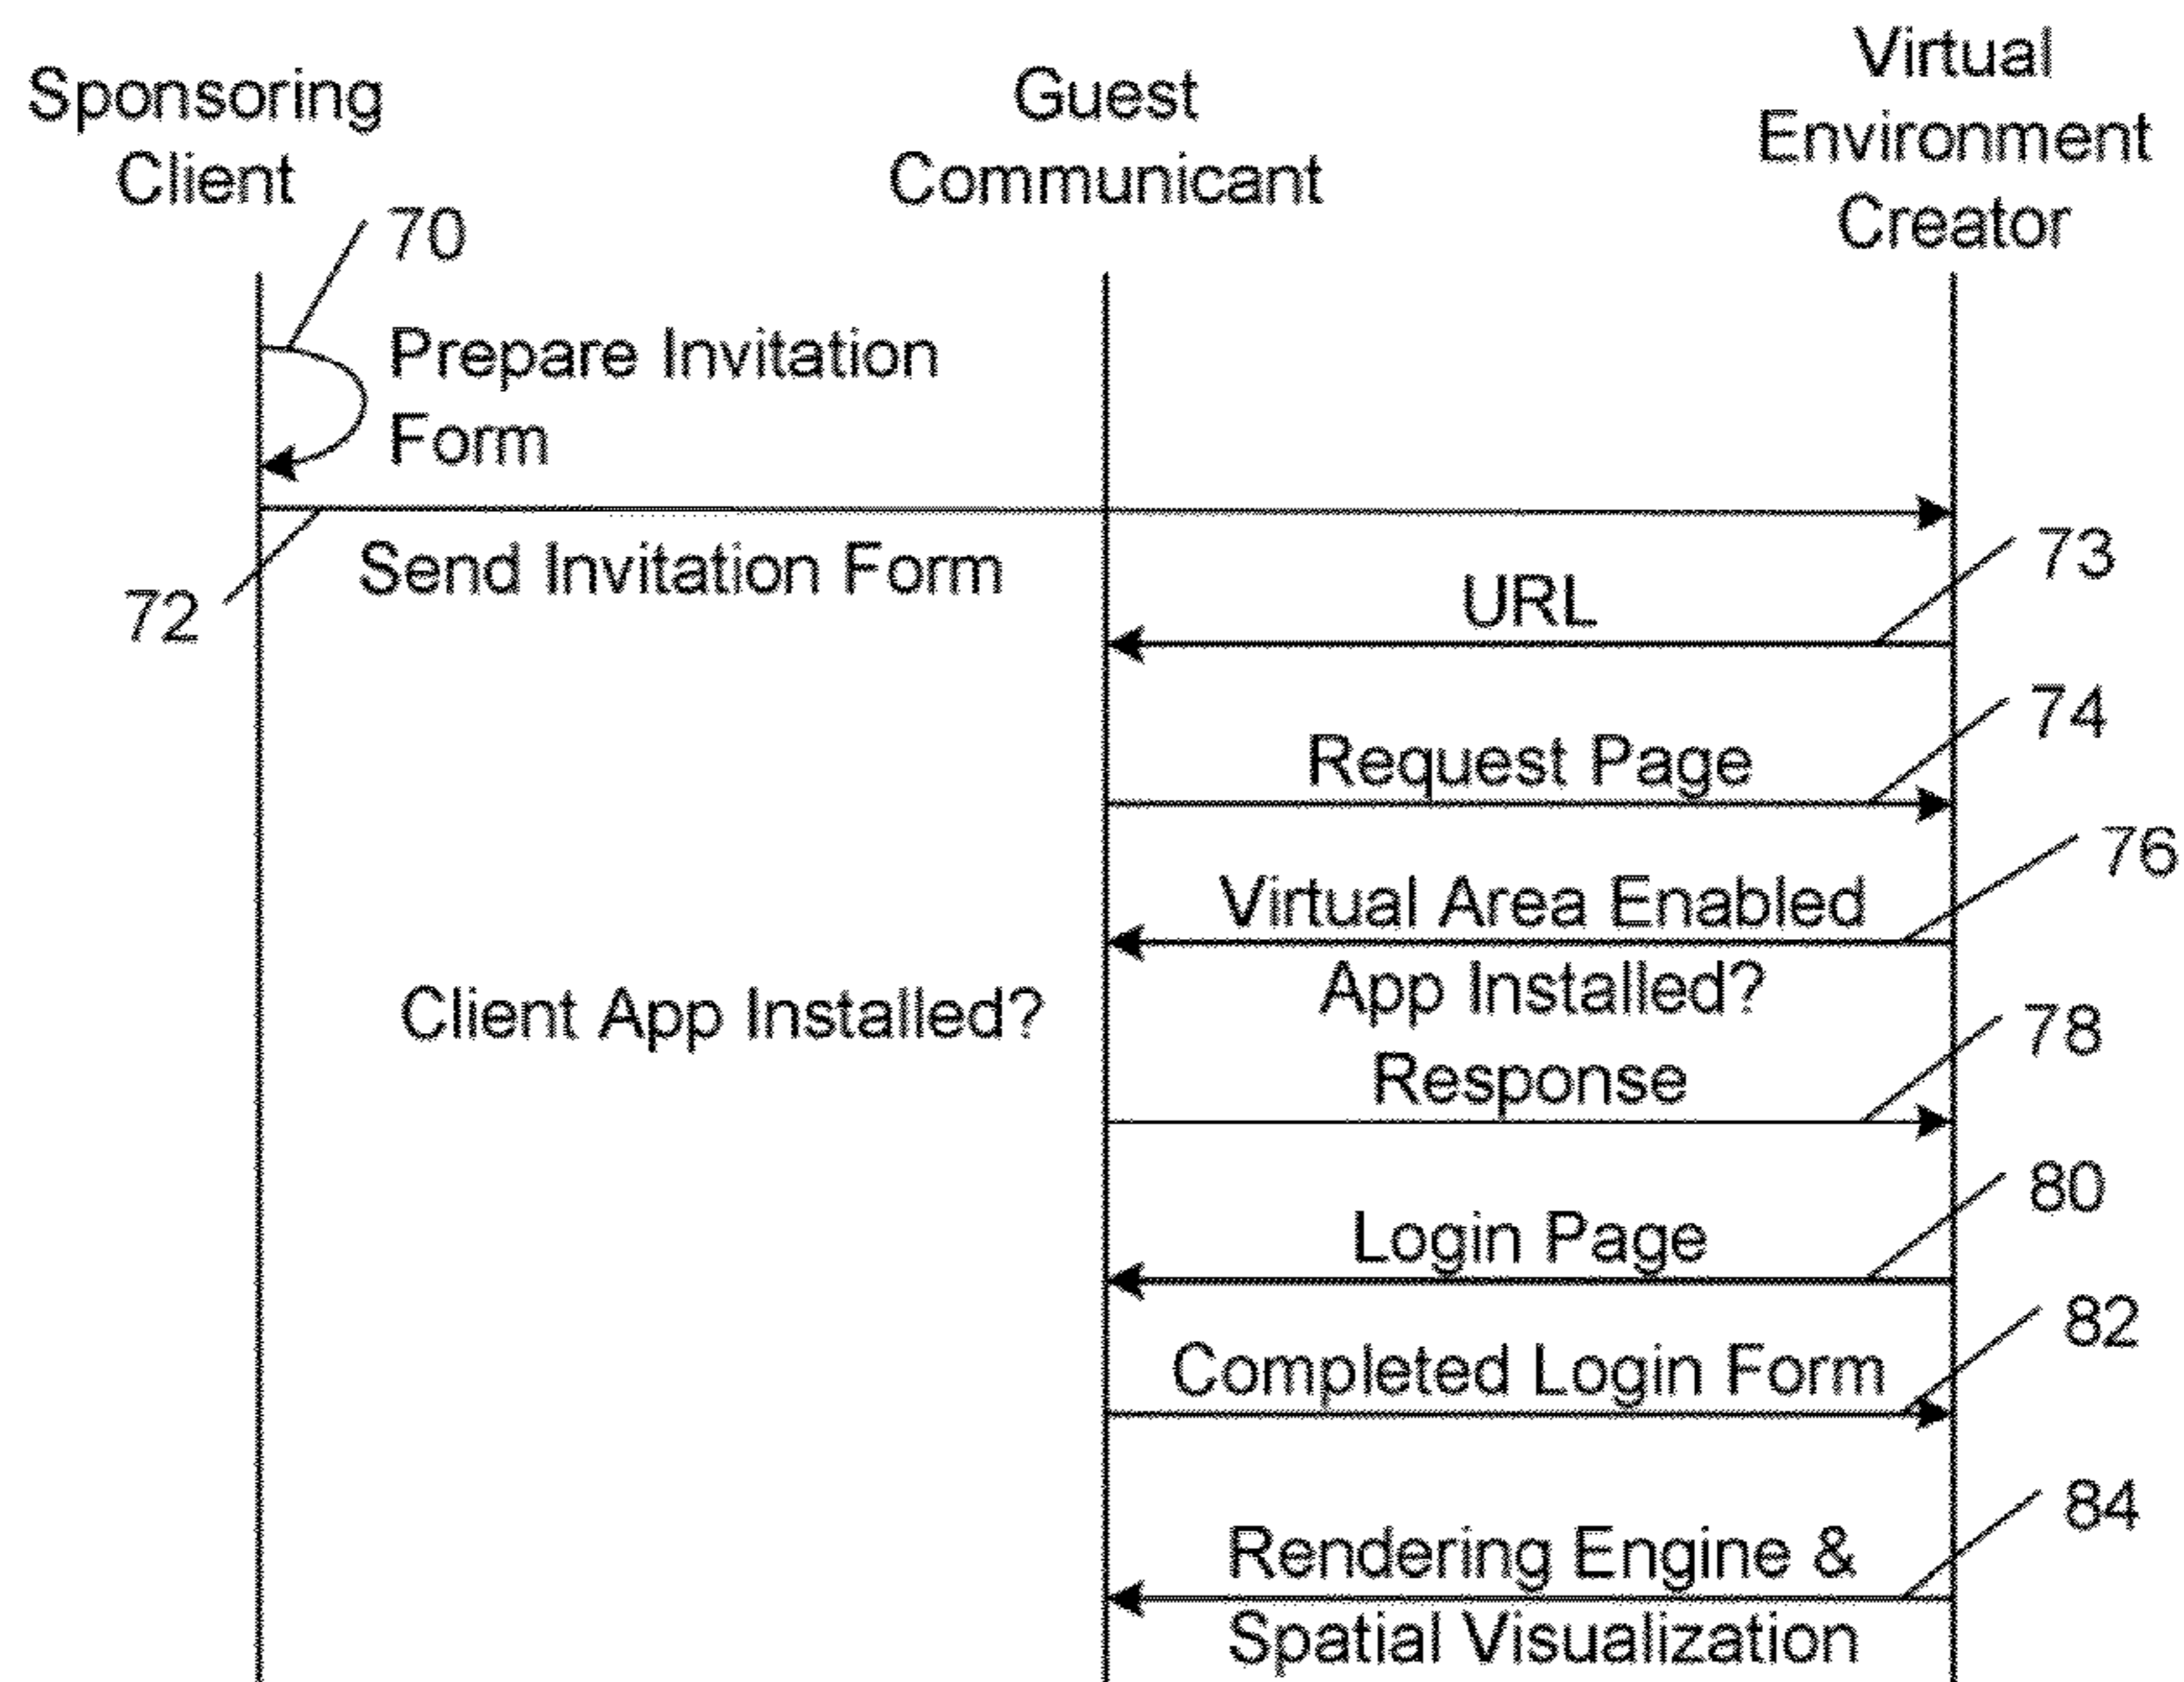 Sponsoring
Client
Guest
Communicant
Virtual
Environment
Creator
70
Prepare Invitation
Form
Send Invitation Form
72
73
URL
74
Request Page
76
Virtual Area Enabled
App Installed?
Client App Installed?
78
Response
80
Login Page
82
Completed Login Form
84
Rendering Engine &
Spatial Visualization